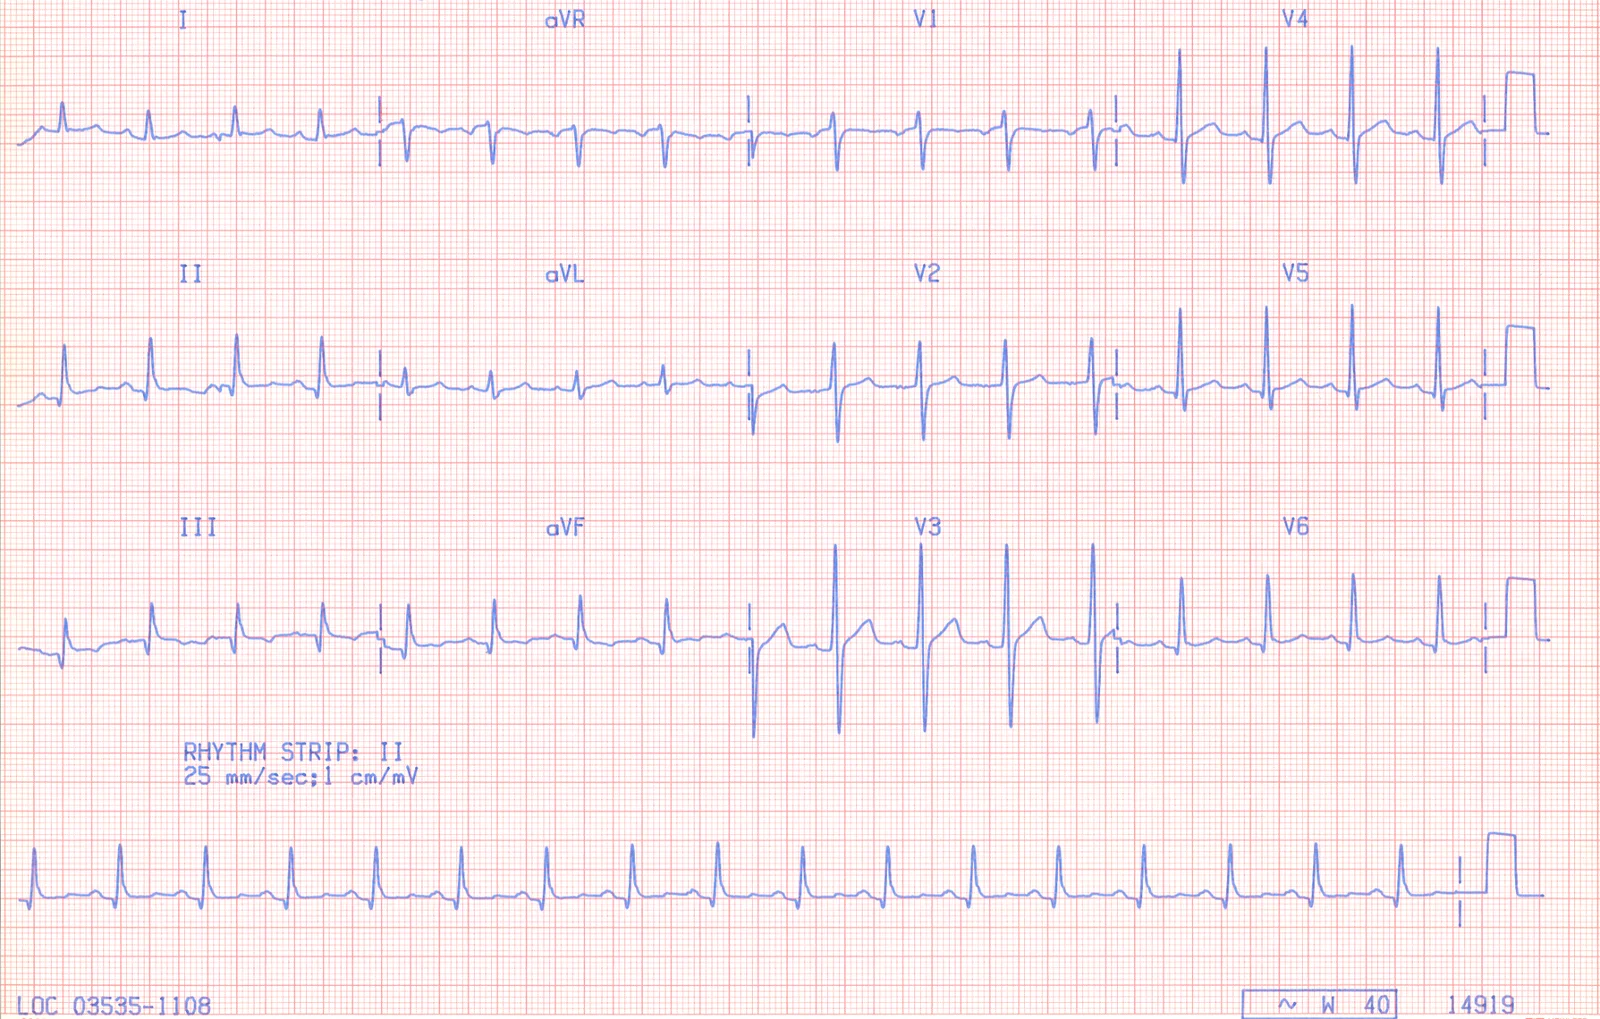 I aVR V1 V4
II aVL V2 V5
III aVF V3 V6
RHYTHM STRIP: II
25 mm/sec;1 cm/mV
LOC 03535-1108 ~ W 40 14919